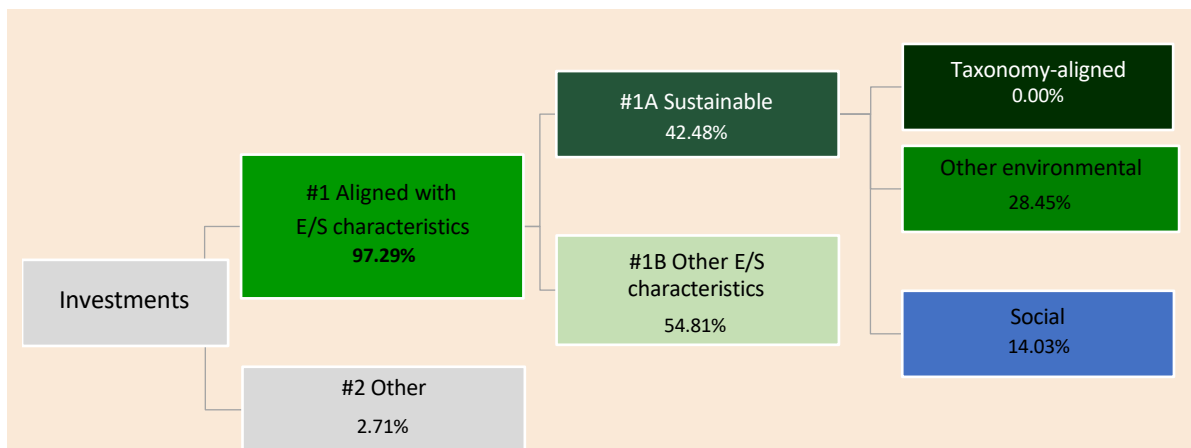 Investments
#1 Aligned with
E/S characteristics
97.29%
#2 Other
2.71%
#1A Sustainable
42.48%
#1B Other E/S
characteristics
54.81%
Taxonomy-aligned
0.00%
Other environmental
28.45%
Social
14.03%